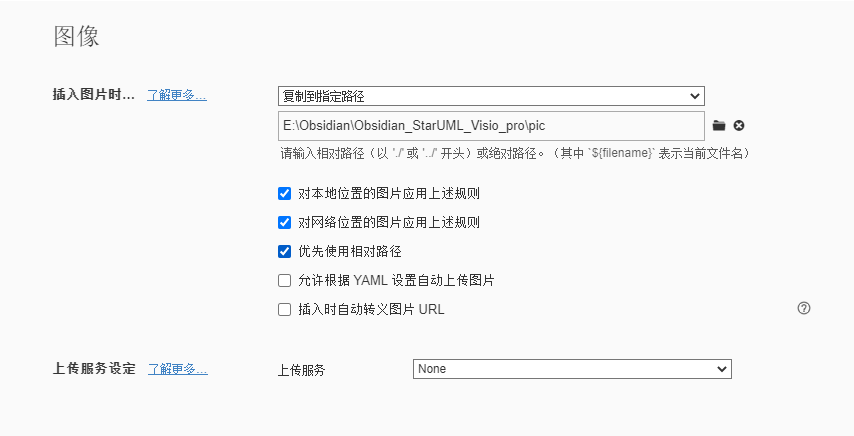 图像
插入图片时... 了解更多... 复制到指定路径
E:\Obsidian\Obsidian_StarUML_Visio_pro\pic
请输入相对路径（以 './' 或 '../' 开头）或绝对路径。（其中 `${filename}` 表示当前文件名）
对本地位置的图片应用上述规则
对网络位置的图片应用上述规则
优先使用相对路径
允许根据 YAML 设置自动上传图片
插入时自动转义图片 URL
上传服务设定 了解更多... 上传服务 None